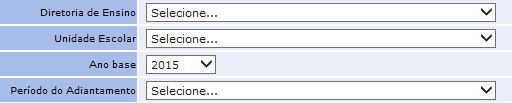 Diretoria de Ensino Selecione...
Unidade Escolar Selecione...
Ano base 2015
Período do Adiantamento Selecione...